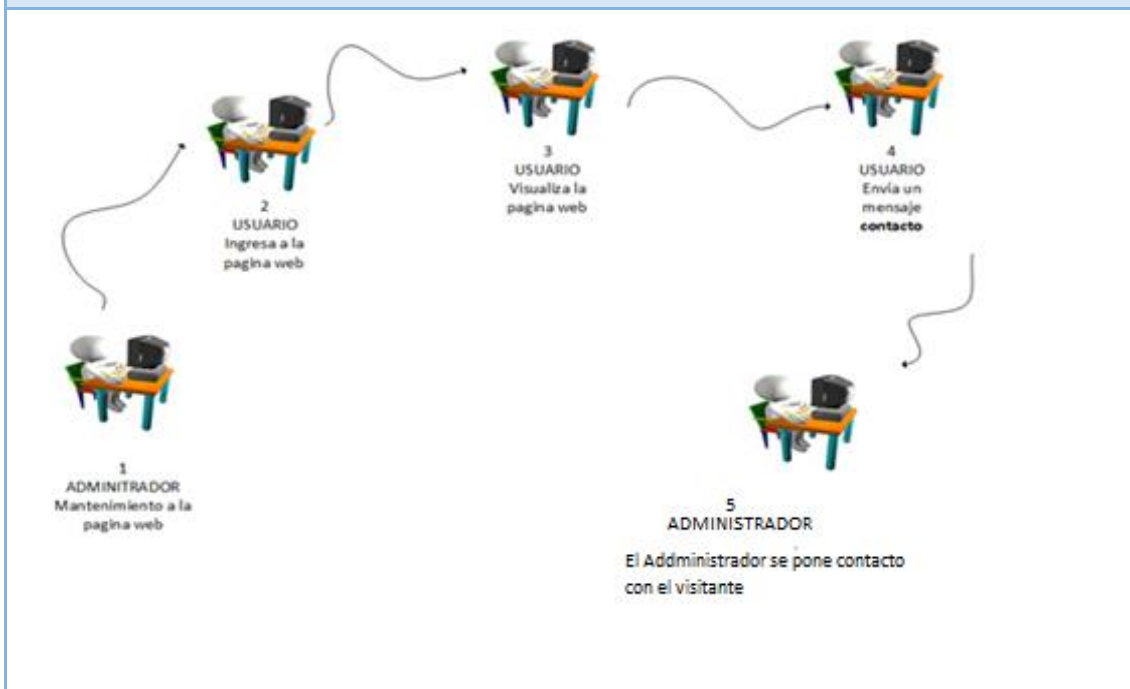 1
ADMINITRADOR
Mantenimiento a la
pagina web
2
USUARIO
Ingresa a la
pagina web
3
USUARIO
Visualiza la
pagina web
4
USUARIO
Envía un
mensaje
contacto
5
ADMINISTRADOR
El Addministrador se pone contacto
con el visitante